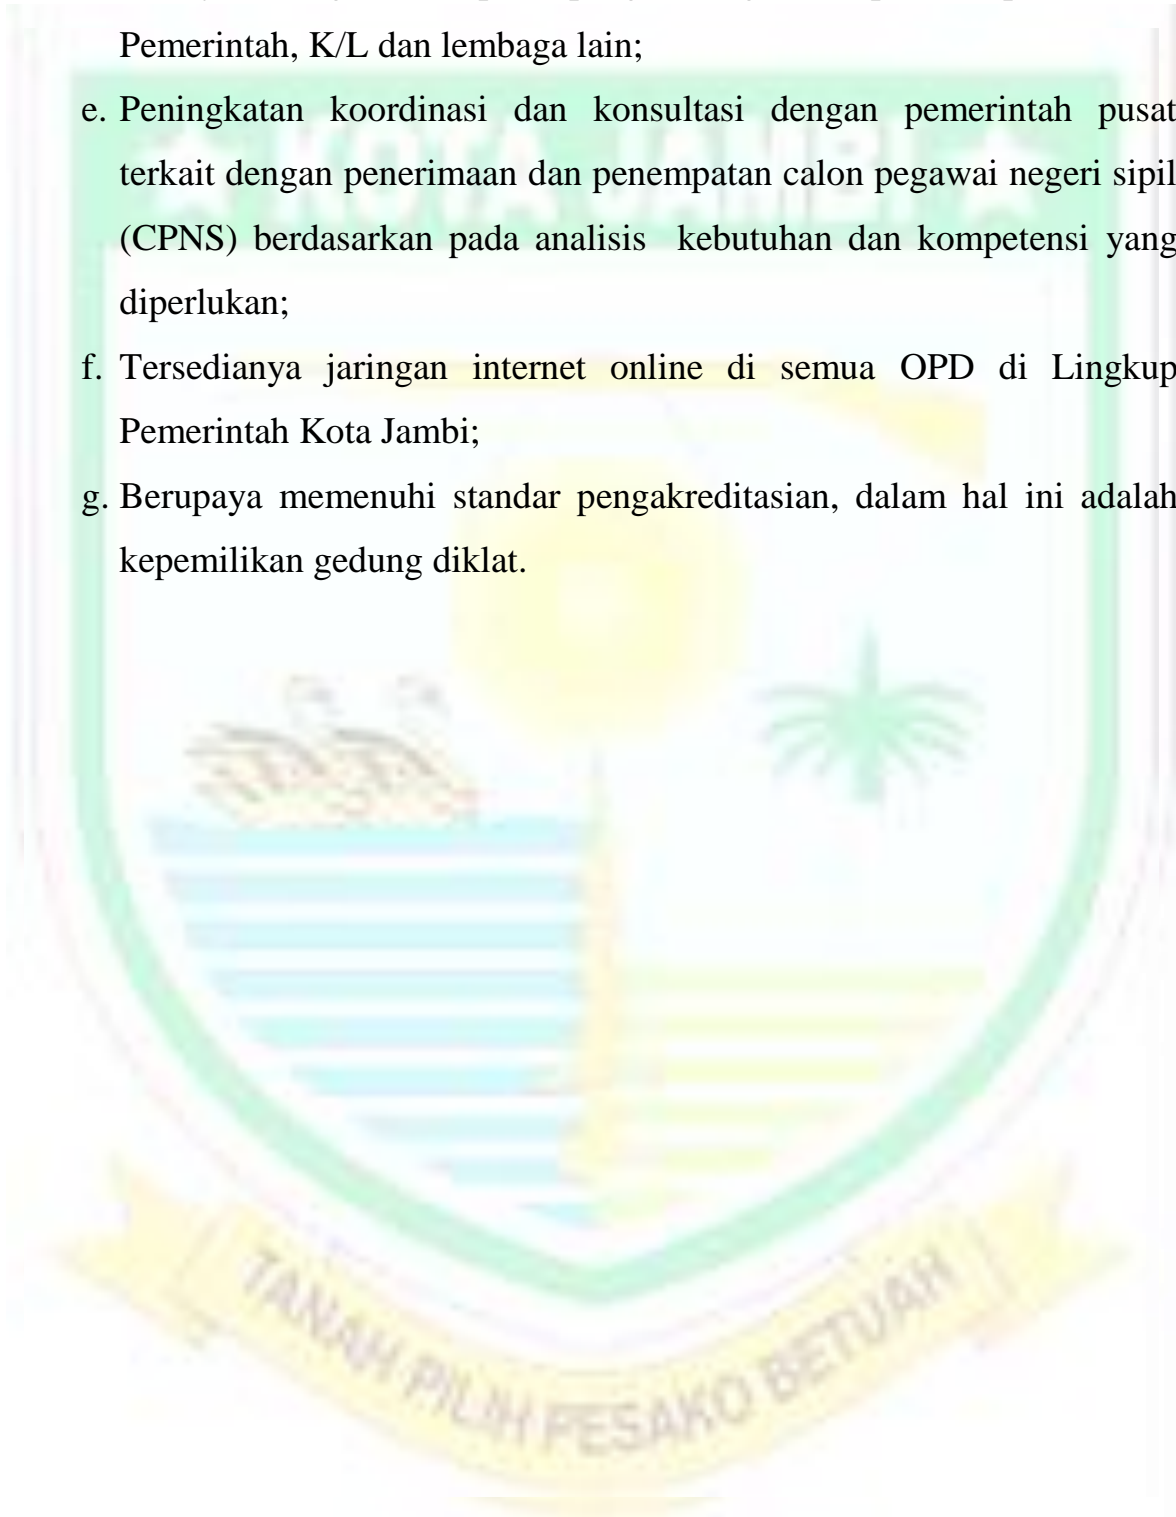 Pemerintah, K/L dan lembaga lain;
e. Peningkatan koordinasi dan konsultasi dengan pemerintah pusat
terkait dengan penerimaan dan penempatan calon pegawai negeri sipil
(CPNS) berdasarkan pada analisis kebutuhan dan kompetensi yang
diperlukan;
f. Tersedianya jaringan internet online di semua OPD di Lingkup
Pemerintah Kota Jambi;
g. Berupaya memenuhi standar pengakreditasian, dalam hal ini adalah
kepemilikan gedung diklat.
KOTA JAMBI
TANAH PILIH PESAKO BETUAH